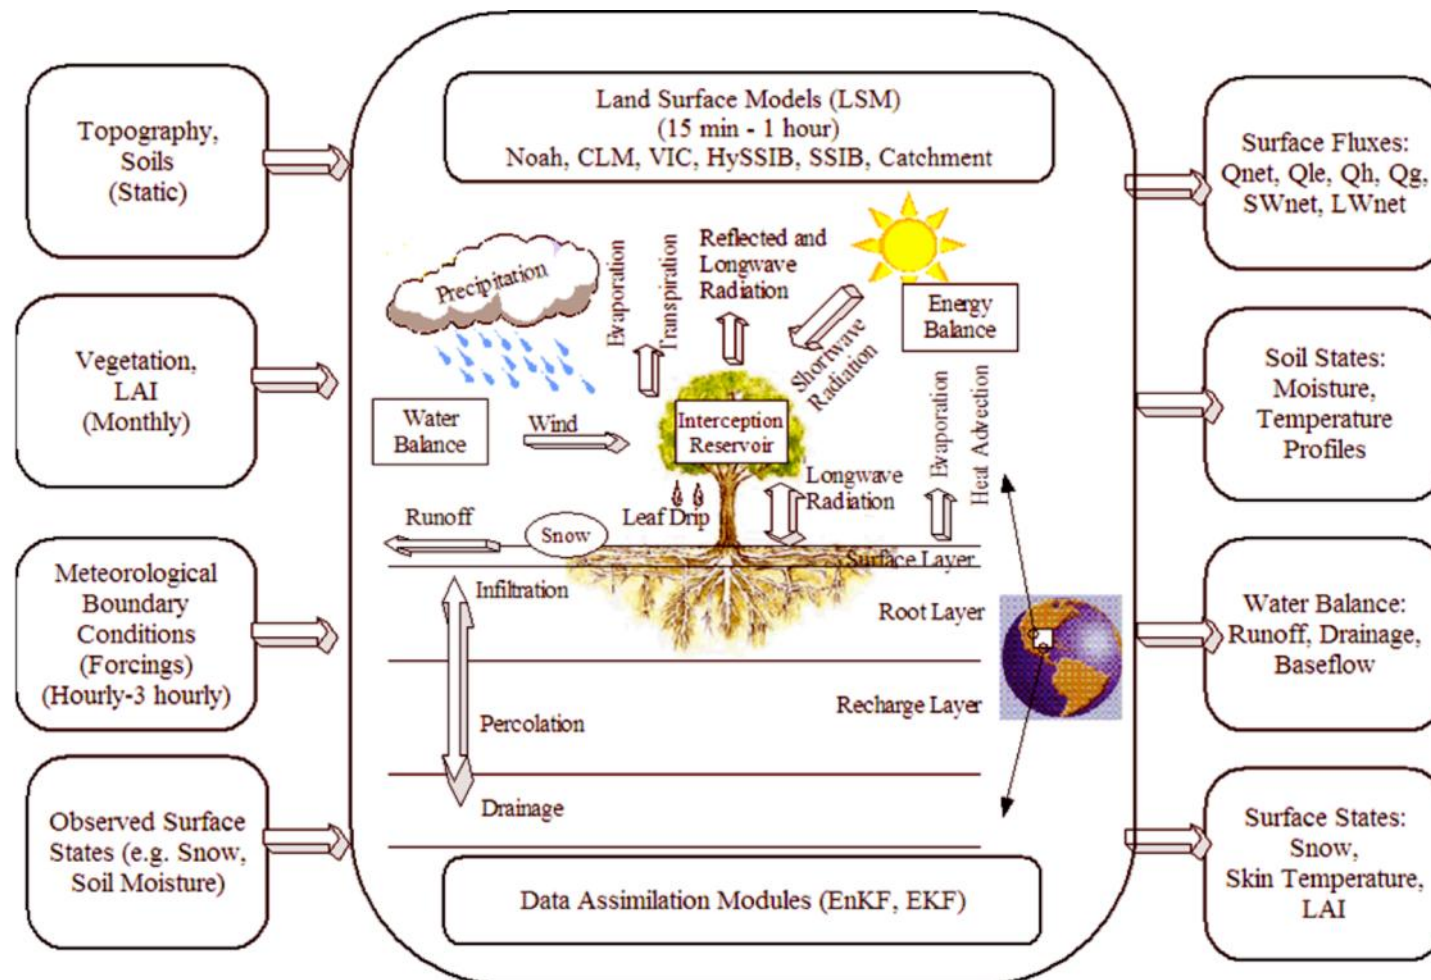 Topography,
Soils
(Static)
Vegetation,
LAI
(Monthly)
Meteorological
Boundary
Conditions
(Forcings)
(Hourly-3 hourly)
Observed Surface
States (e.g. Snow,
Soil Moisture)
Land Surface Models (LSM)
(15 min - 1 hour)
Noah, CLM, VIC, HySSIB, SSIB, Catchment
Precipitation
Evaporation
Transpiration
Reflected and
Longwave
Radiation
Shortwave
Radiation
Energy
Balance
Water
Balance
Wind
Interception
Reservoir
Evaporation
Heat Advection
Longwave
Radiation
Leaf Drip
Runoff
Snow
Surface Layer
Infiltration
Root Layer
Recharge Layer
Percolation
Drainage
Data Assimilation Modules (EnKF, EKF)
Surface Fluxes:
Qnet, Qle, Qh, Qg,
SWnet, LWnet
Soil States:
Moisture,
Temperature
Profiles
Water Balance:
Runoff, Drainage,
Baseflow
Surface States:
Snow,
Skin Temperature,
LAI